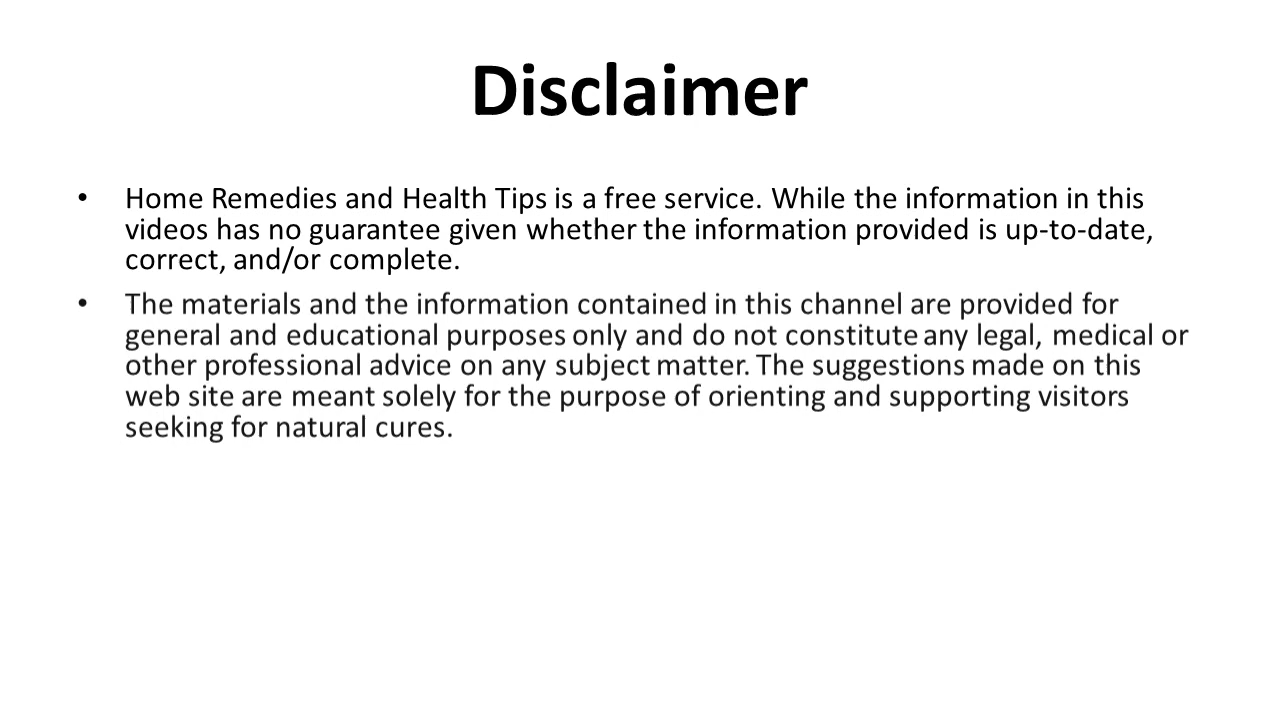 Disclaimer
• Home Remedies and Health Tips is a free service. While the information in this
videos has no guarantee given whether the information provided is up-to-date,
correct, and/or complete.
• The materials and the information contained in this channel are provided for
general and educational purposes only and do not constitute any legal, medical or
other professional advice on any subject matter. The suggestions made on this
web site are meant solely for the purpose of orienting and supporting visitors
seeking for natural cures.